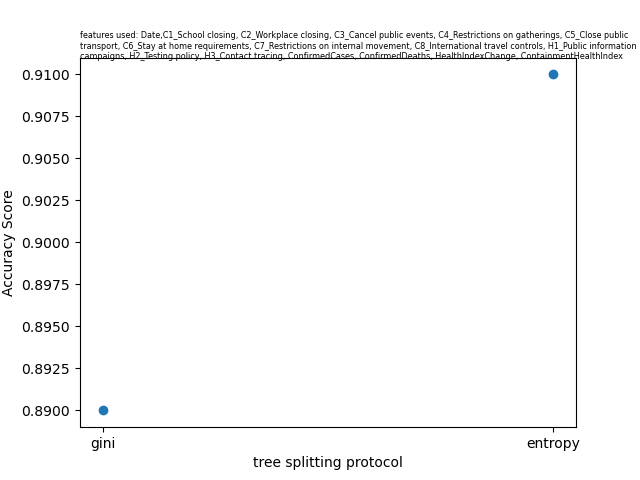 features used: Date,C1_School closing, C2_Workplace closing, C3_Cancel public events, C4_Restrictions on gatherings, C5_Close public
transport, C6_Stay at home requirements, C7_Restrictions on internal movement, C8_International travel controls, H1_Public information
campaigns, H2_Testing policy, H3_Contact tracing, ConfirmedCases, ConfirmedDeaths, HealthIndexChange, ContainmentHealthIndex
0.9100
0.9075
0.9050
0.9025
0.9000
0.8975
0.8950
0.8925
0.8900
Accuracy Score
gini entropy
tree splitting protocol